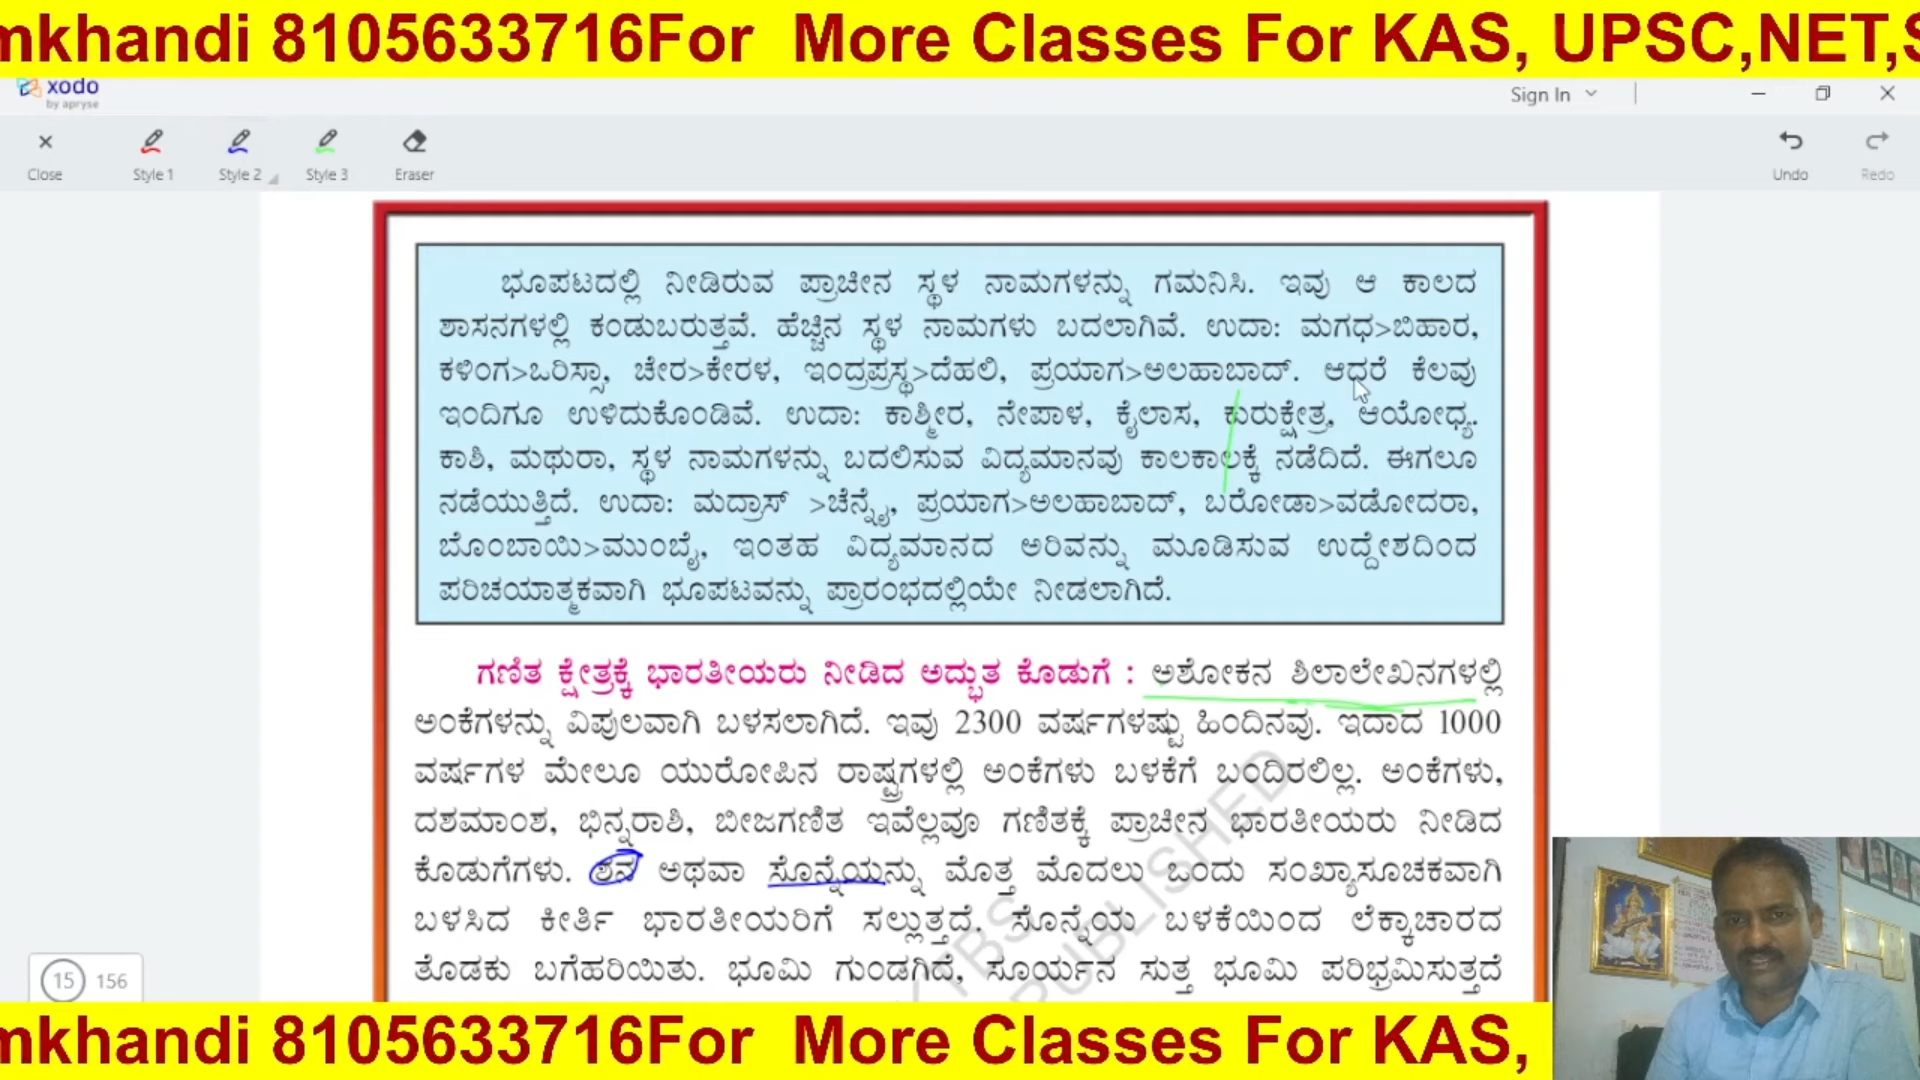 mkhandi 8105633716For More Classes For KAS, UPSC,NET,S
xodo
by apryse
Sign In
Close
Style 1
Style 2
Style 3
Eraser
Undo
Redo
ಭೂಪಟದಲ್ಲಿ ನೀಡಿರುವ ಪ್ರಾಚೀನ ಸ್ಥಳ ನಾಮಗಳನ್ನು ಗಮನಿಸಿ. ಇವು ಆ ಕಾಲದ
ಶಾಸನಗಳಲ್ಲಿ ಕಂಡುಬರುತ್ತವೆ. ಹೆಚ್ಚಿನ ಸ್ಥಳ ನಾಮಗಳು ಬದಲಾಗಿವೆ. ಉದಾ: ಮಗಧ>ಬಿಹಾರ,
ಕಳಿಂಗ>ಒರಿಸ್ಸಾ, ಚೇರ>ಕೇರಳ, ಇಂದ್ರಪ್ರಸ್ಥ>ದೆಹಲಿ, ಪ್ರಯಾಗ>ಅಲಹಾಬಾದ್. ಆದರೆ ಕೆಲವು
ಇಂದಿಗೂ ಉಳಿದುಕೊಂಡಿವೆ. ಉದಾ: ಕಾಶ್ಮೀರ, ನೇಪಾಳ, ಕೈಲಾಸ, ಕುರುಕ್ಷೇತ್ರ, ಆಯೋಧ್ಯ.
ಕಾಶಿ, ಮಥುರಾ, ಸ್ಥಳ ನಾಮಗಳನ್ನು ಬದಲಿಸುವ ವಿದ್ಯಮಾನವು ಕಾಲಕಾಲಕ್ಕೆ ನಡೆದಿದೆ. ಈಗಲೂ
ನಡೆಯುತ್ತಿದೆ. ಉದಾ: ಮದ್ರಾಸ್ >ಚೆನ್ನೈ, ಪ್ರಯಾಗ>ಅಲಹಾಬಾದ್, ಬರೋಡಾ>ವಡೋದರಾ,
ಬೊಂಬಾಯಿ>ಮುಂಬೈ, ಇಂತಹ ವಿದ್ಯಮಾನದ ಅರಿವನ್ನು ಮೂಡಿಸುವ ಉದ್ದೇಶದಿಂದ
ಪರಿಚಯಾತ್ಮಕವಾಗಿ ಭೂಪಟವನ್ನು ಪ್ರಾರಂಭದಲ್ಲಿಯೇ ನೀಡಲಾಗಿದೆ.
ಗಣಿತ ಕ್ಷೇತ್ರಕ್ಕೆ ಭಾರತೀಯರು ನೀಡಿದ ಅದ್ಭುತ ಕೊಡುಗೆ : ಅಶೋಕನ ಶಿಲಾಲೇಖನಗಳಲ್ಲಿ
ಅಂಕೆಗಳನ್ನು ವಿಪುಲವಾಗಿ ಬಳಸಲಾಗಿದೆ. ಇವು 2300 ವರ್ಷಗಳಷ್ಟು ಹಿಂದಿನವು. ಇದಾದ 1000
ವರ್ಷಗಳ ಮೇಲೂ ಯುರೋಪಿನ ರಾಷ್ಟ್ರಗಳಲ್ಲಿ ಅಂಕೆಗಳು ಬಳಕೆಗೆ ಬಂದಿರಲಿಲ್ಲ. ಅಂಕೆಗಳು,
ದಶಮಾಂಶ, ಭಿನ್ನರಾಶಿ, ಬೀಜಗಣಿತ ಇವೆಲ್ಲವೂ ಗಣಿತಕ್ಕೆ ಪ್ರಾಚೀನ ಭಾರತೀಯರು ನೀಡಿದ
ಕೊಡುಗೆಗಳು. ಅಥವಾ ಸೊನ್ನೆಯನ್ನು ಮೊತ್ತ ಮೊದಲು ಒಂದು ಸಂಖ್ಯಾಸೂಚಕವಾಗಿ
ಬಳಸಿದ ಕೀರ್ತಿ ಭಾರತೀಯರಿಗೆ ಸಲ್ಲುತ್ತದೆ. ಸೊನ್ನೆಯ ಬಳಕೆಯಿಂದ ಲೆಕ್ಕಾಚಾರದ
ತೊಡಕು ಬಗೆಹರಿಯಿತು. ಭೂಮಿ ಗುಂಡಗಿದೆ, ಸೂರ್ಯನ ಸುತ್ತ ಭೂಮಿ ಪರಿಭ್ರಮಿಸುತ್ತದೆ
KTBS
PUBLISHED
15 156
mkhandi 8105633716For More Classes For KAS,